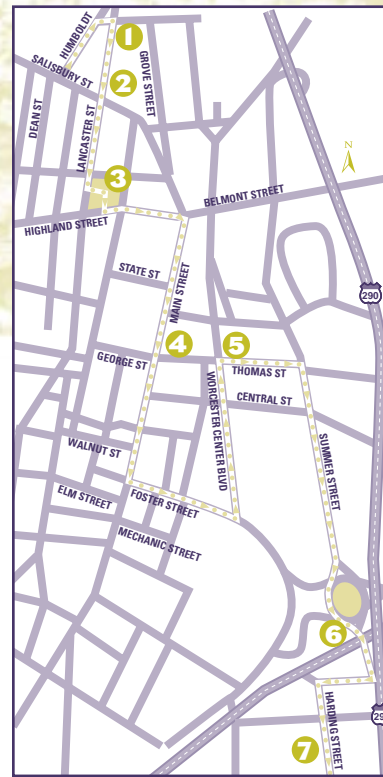 HUMBOLDT
1
SALISBURY ST
GROVE STREET
2
DEAN ST
LANCASTER ST
3
BELMONT STREET
HIGHLAND STREET
N
STATE ST
MAIN STREET
290
4
5
GEORGE ST
THOMAS ST
WORCESTER CENTER BLVD
CENTRAL ST
SUMMER STREET
WALNUT ST
ELM STREET
FOSTER STREET
MECHANIC STREET
6
HARDING STREET
29
7